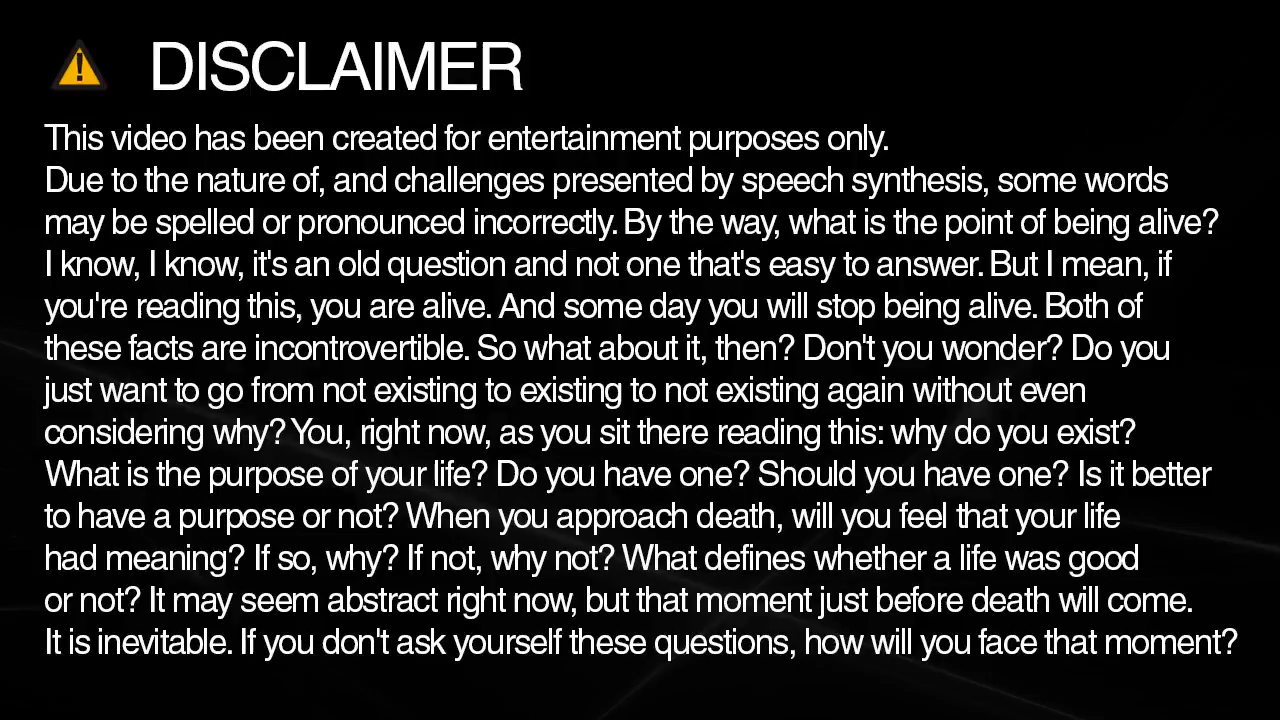 ⚠ DISCLAIMER
This video has been created for entertainment purposes only.
Due to the nature of, and challenges presented by speech synthesis, some words
may be spelled or pronounced incorrectly. By the way, what is the point of being alive?
I know, I know, it's an old question and not one that's easy to answer. But I mean, if
you're reading this, you are alive. And some day you will stop being alive. Both of
these facts are incontrovertible. So what about it, then? Don't you wonder? Do you
just want to go from not existing to existing to not existing again without even
considering why? You, right now, as you sit there reading this: why do you exist?
What is the purpose of your life? Do you have one? Should you have one? Is it better
to have a purpose or not? When you approach death, will you feel that your life
had meaning? If so, why? If not, why not? What defines whether a life was good
or not? It may seem abstract right now, but that moment just before death will come.
It is inevitable. If you don't ask yourself these questions, how will you face that moment?